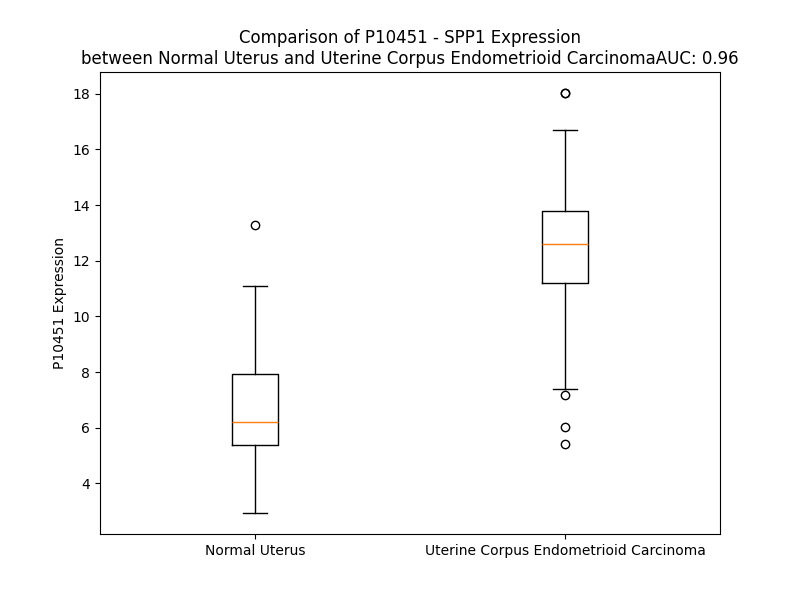 Comparison of P10451 - SPP1 Expression
between Normal Uterus and Uterine Corpus Endometrioid CarcinomaAUC: 0.96
18
16
14
12
10
8
6
4
P10451 Expression
Normal Uterus
Uterine Corpus Endometrioid Carcinoma